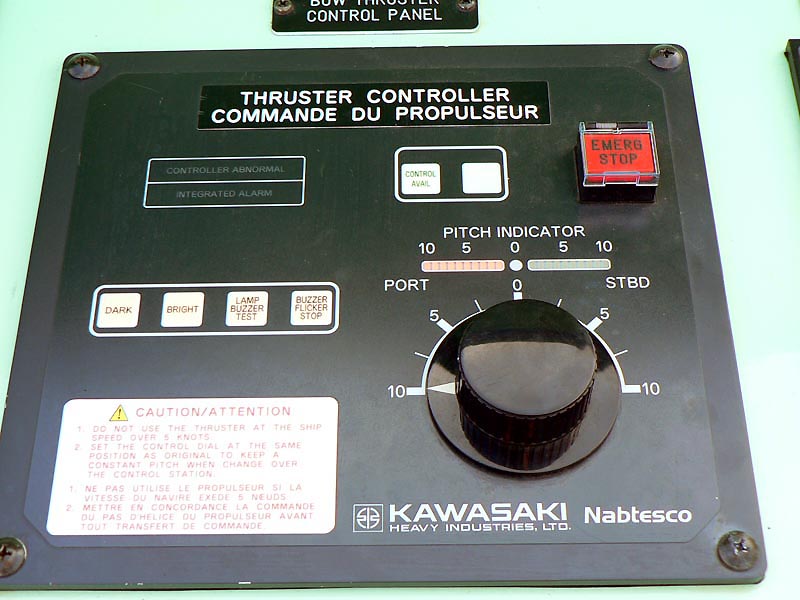 BOW THRUSTER
CONTROL PANEL
THRUSTER CONTROLLER
COMMANDE DU PROPULSEUR
CONTROLLER ABNORMAL
INTEGRATED ALARM
CONTROL
AVAIL
EMERG
STOP
PITCH INDICATOR
10 5 0 5 10
PORT STBD
0
5 5
10 10
DARK
BRIGHT
LAMP
BUZZER
TEST
BUZZER
FLICKER
STOP
CAUTION/ATTENTION
1. DO NOT USE THE THRUSTER AT THE SHIP
SPEED OVER 5 KNOTS.
2. SET THE CONTROL DIAL AT THE SAME
POSITION AS ORIGINAL TO KEEP A
CONSTANT PITCH WHEN CHANGE OVER
THE CONTROL STATION.
1. NE PAS UTILISE LE PROPULSEUR SI LA
VITESSE DU NAVIRE EXEDE 5 NŒUDS
2. METTRE EN CONCORDANCE LA COMMANDE
DU PAS D'HELICE DU PROPULSEUR AVANT
TOUT TRANSFERT DE COMMANDE
KAWASAKI
HEAVY INDUSTRIES, LTD.
Nabtesco